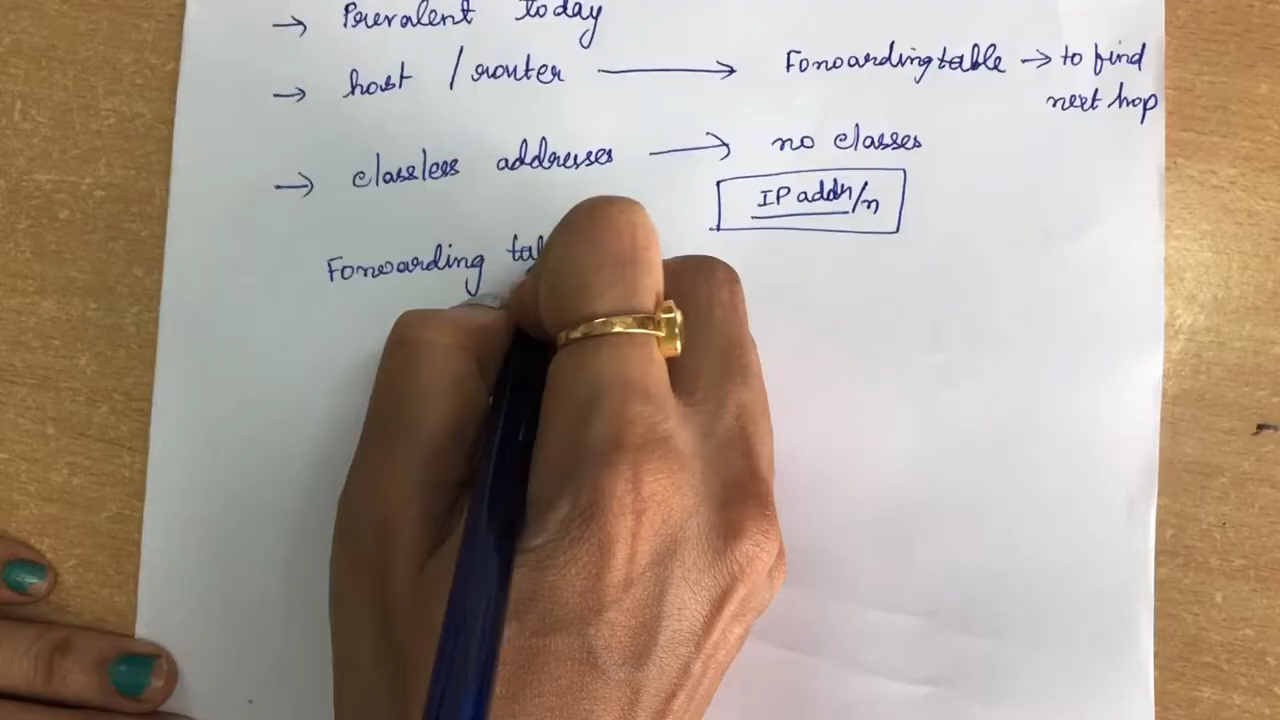 → Prevalent today
→ host / router → Forwarding table → to find
next hop
→ classless addresses → no classes
IP addr/n
Forwarding